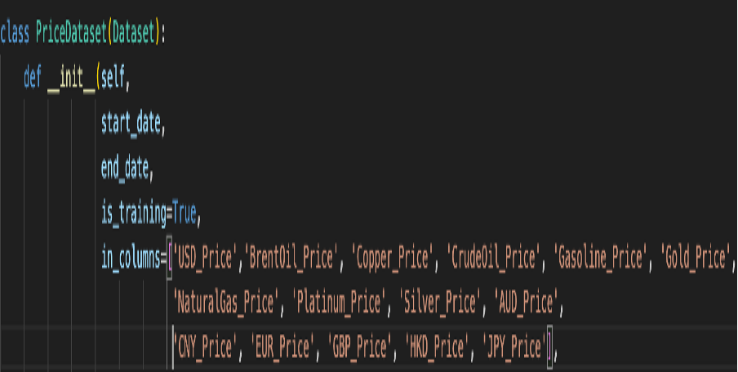 class PriceDataset(Dataset):
def __init__(self,
start_date,
end_date,
is_training=True,
in_columns=['USD_Price','BrentOil_Price', 'Copper_Price', 'CrudeOil_Price', 'Gasoline_Price', 'Gold_Price',
'NaturalGas_Price', 'Platinum_Price', 'Silver_Price', 'AUD_Price',
'CNY_Price', 'EUR_Price', 'GBP_Price', 'HKD_Price', 'JPY_Price'],